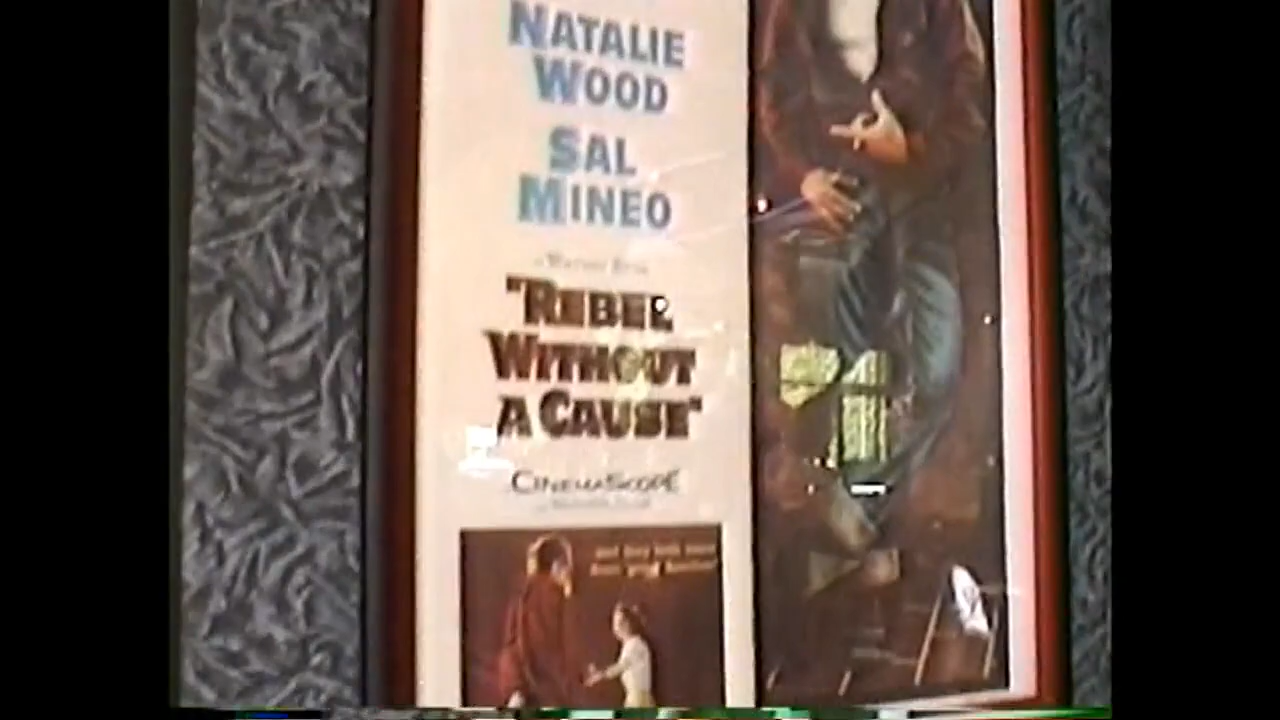 NATALIE
WOOD
SAL
MINEO
"REBEL
WITHOUT
A CAUSE"
CINEMASCOPE